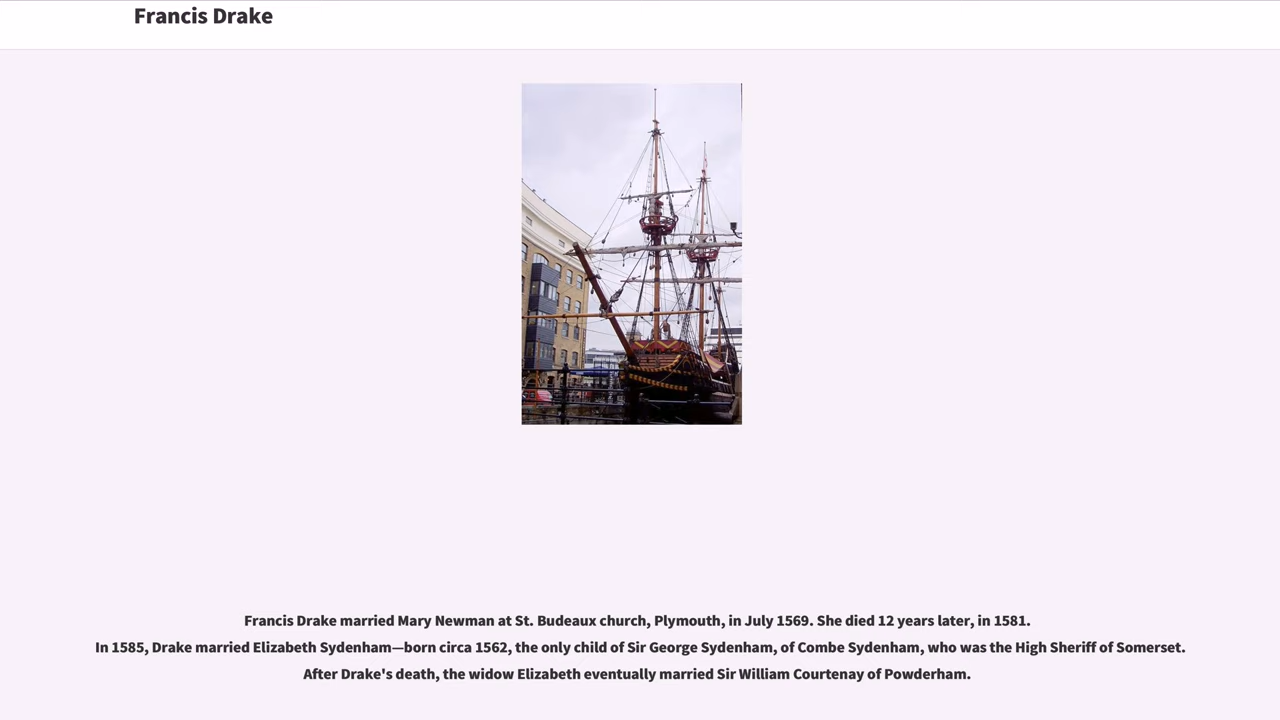 Francis Drake
Francis Drake married Mary Newman at St. Budeaux church, Plymouth, in July 1569. She died 12 years later, in 1581.
In 1585, Drake married Elizabeth Sydenham—born circa 1562, the only child of Sir George Sydenham, of Combe Sydenham, who was the High Sheriff of Somerset.
After Drake's death, the widow Elizabeth eventually married Sir William Courtenay of Powderham.